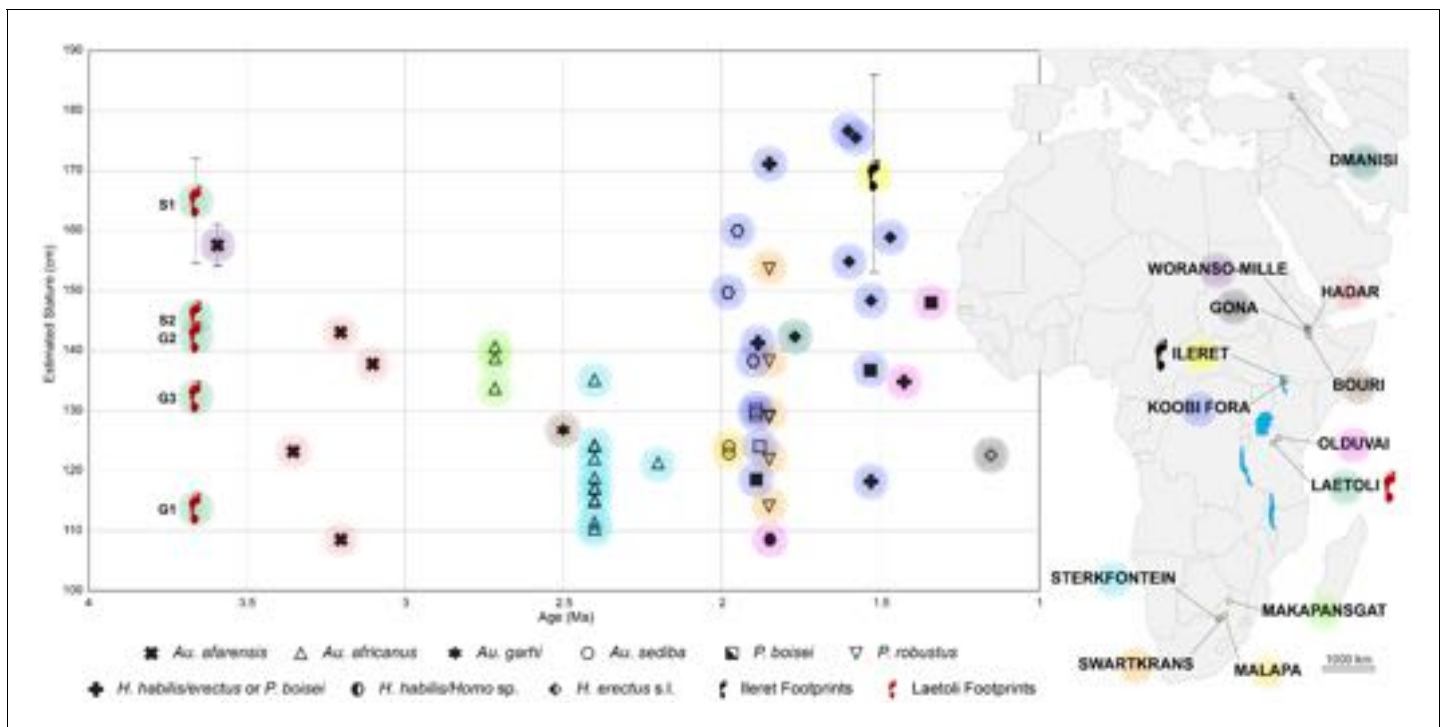 190
180
170
160
150
140
130
120
110
100
Estimated Stature (cm)
S1
S2
G2
G3
G1
4 3.5 3 2.5 2 1.5 1
Age (Ma)
Au. afarensis Au. africanus Au. garhi Au. sediba P. boisei P. robustus
H. habilis/erectus or P. boisei H. habilis/Homo sp. H. erectus s.l. Ileret Footprints Laetoli Footprints
DMANISI
WORANSO-MILLE
HADAR
GONA
ILERET
BOURI
KOOBI FORA
OLDUVAI
LAETOLI
STERKFONTEIN
MAKAPANSGAT
SWARTKRANS
MALAPA
1000 km